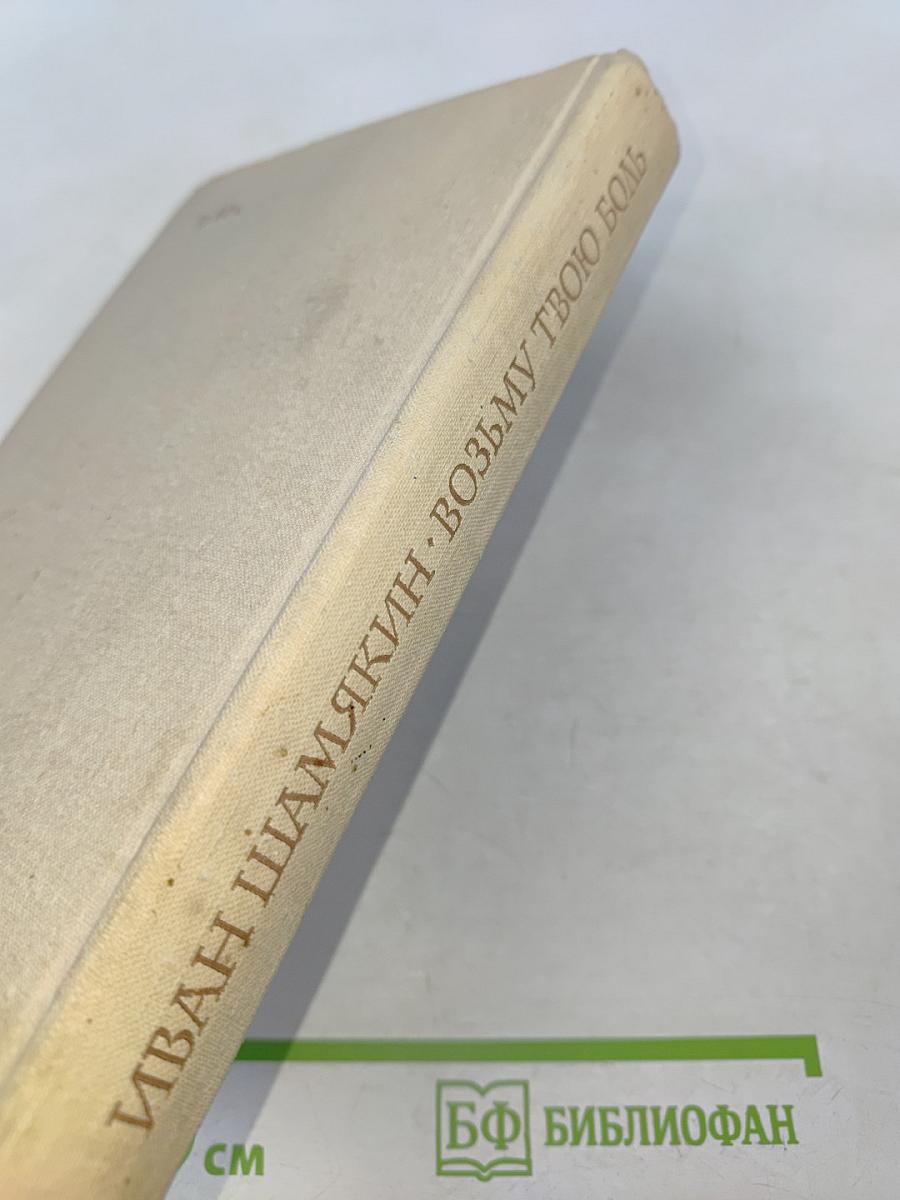 ИВАН ШАМЯКИН · ВОЗЬМУ ТВОЮ БОЛЬ
см
БФ БИБЛИОФАН